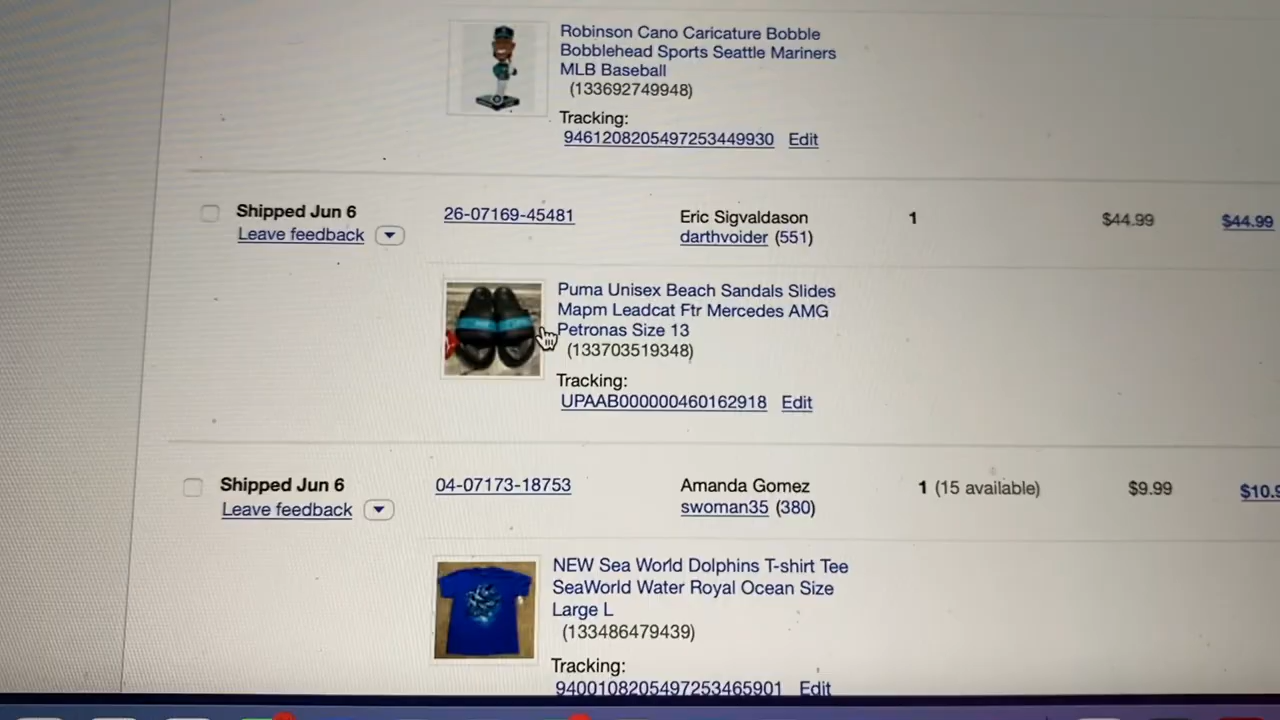 Robinson Cano Caricature Bobble
Bobblehead Sports Seattle Mariners
MLB Baseball
(133692749948)
Tracking:
9461208205497253449930 Edit
Shipped Jun 6
Leave feedback
26-07169-45481
Eric Sigvaldason
darthvoider (551)
1
$44.99
$44.99
Puma Unisex Beach Sandals Slides
Mapm Leadcat Ftr Mercedes AMG
Petronas Size 13
(133703519348)
Tracking:
UPAAB000000460162918 Edit
Shipped Jun 6
Leave feedback
04-07173-18753
Amanda Gomez
swoman35 (380)
1 (15 available)
$9.99
$10.9
NEW Sea World Dolphins T-shirt Tee
SeaWorld Water Royal Ocean Size
Large L
(133486479439)
Tracking:
9400108205497253465901 Edit